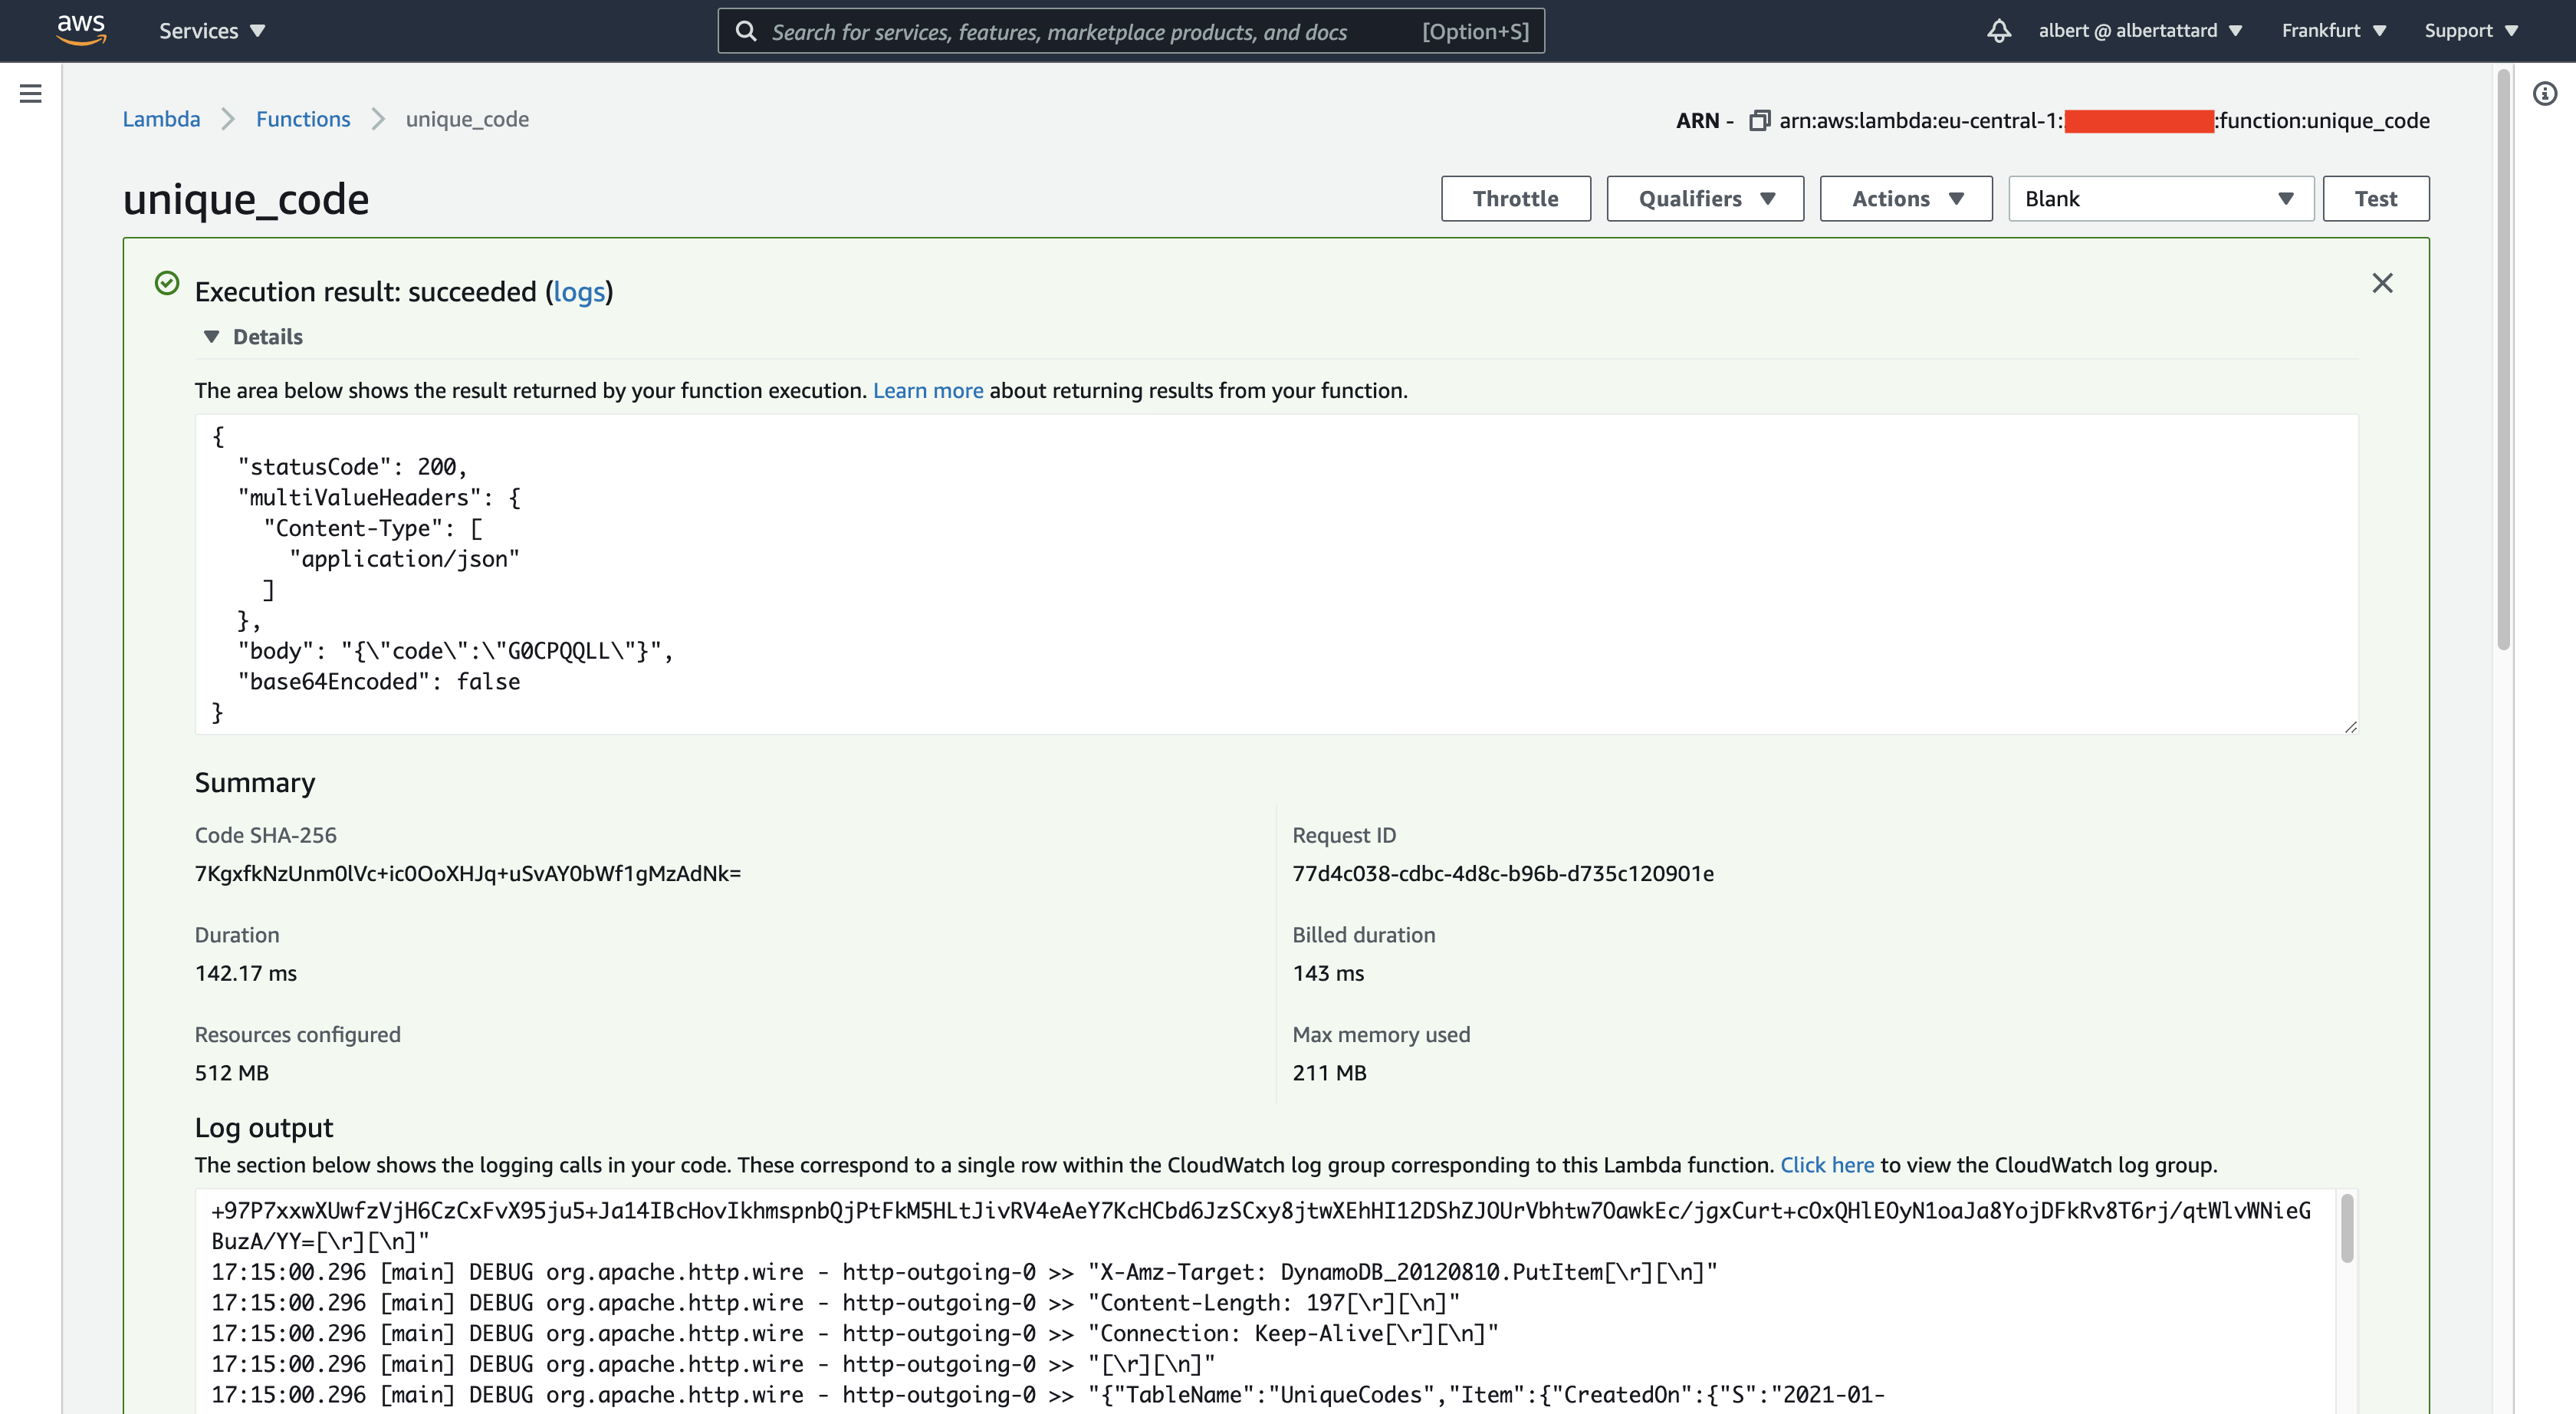 aws
Services
Search for services, features, marketplace products, and docs
[Option+S]
albert @ albertattard
Frankfurt
Support
Lambda
Functions
unique_code
ARN - arn:aws:lambda:eu-central-1: :function:unique_code
unique_code
Throttle
Qualifiers
Actions
Blank
Test
Execution result: succeeded (logs)
Details
The area below shows the result returned by your function execution. Learn more about returning results from your function.
{
"statusCode": 200,
"multiValueHeaders": {
"Content-Type": [
"application/json"
]
},
"body": "{\"code\":\"G0CPQQLL\"}",
"base64Encoded": false
}
Summary
Code SHA-256
7KgxfkNzUnm0lVc+ic0OoXHJq+uSvAY0bWf1gMzAdNk=
Request ID
77d4c038-cdbc-4d8c-b96b-d735c120901e
Duration
142.17 ms
Billed duration
143 ms
Resources configured
512 MB
Max memory used
211 MB
Log output
The section below shows the logging calls in your code. These correspond to a single row within the CloudWatch log group corresponding to this Lambda function. Click here to view the CloudWatch log group.
+97P7xxwXUwfzVjH6CzCxFvX95ju5+Ja14IBcHovIkhmspnbQjPtFkM5HLtJivRV4eAeY7KcHCbd6JzSCxy8jtwXEhHI12DShZJOUrVbhtw7OawkEc/jgxCurt+cOxQHlEOyN1oaJa8YojDFkRv8T6rj/qtWlvWNieG
BuzA/YY=[\r][\n]"
17:15:00.296 [main] DEBUG org.apache.http.wire - http-outgoing-0 >> "X-Amz-Target: DynamoDB_20120810.PutItem[\r][\n]"
17:15:00.296 [main] DEBUG org.apache.http.wire - http-outgoing-0 >> "Content-Length: 197[\r][\n]"
17:15:00.296 [main] DEBUG org.apache.http.wire - http-outgoing-0 >> "Connection: Keep-Alive[\r][\n]"
17:15:00.296 [main] DEBUG org.apache.http.wire - http-outgoing-0 >> "[\r][\n]"
17:15:00.296 [main] DEBUG org.apache.http.wire - http-outgoing-0 >> "{"TableName":"UniqueCodes","Item":{"CreatedOn":{"S":"2021-01-